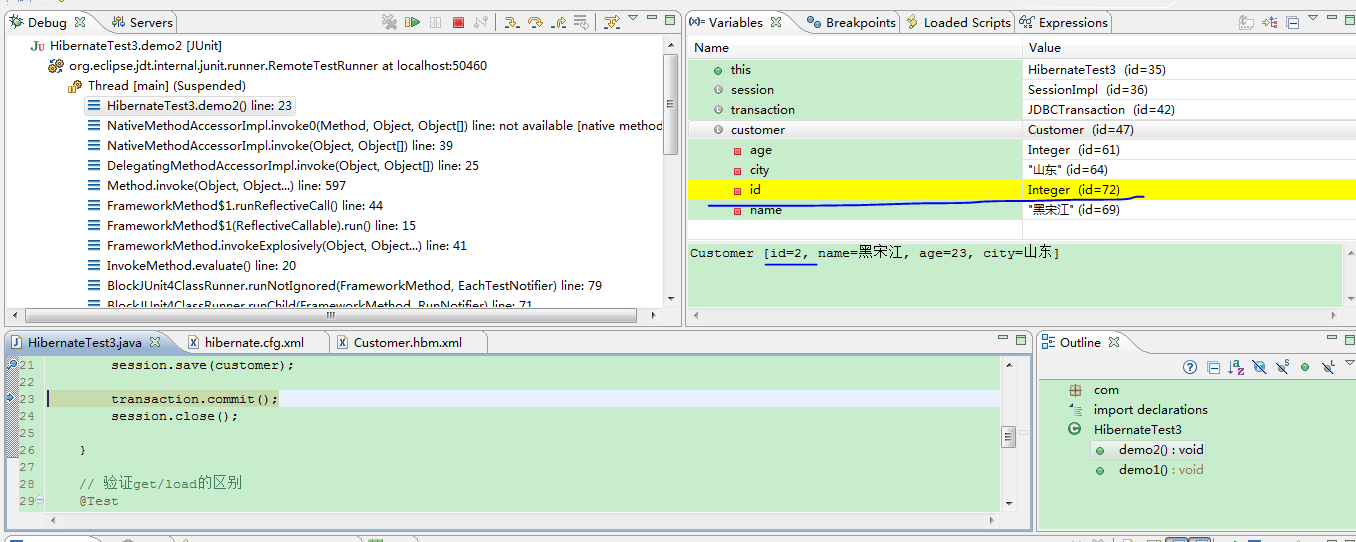 Debug Servers
HibernateTest3.demo2 [JUnit]
org.eclipse.jdt.internal.junit.runner.RemoteTestRunner at localhost:50460
Thread [main] (Suspended)
HibernateTest3.demo2() line: 23
NativeMethodAccessorImpl.invoke0(Method, Object, Object[]) line: not available [native method
NativeMethodAccessorImpl.invoke(Object, Object[]) line: 39
DelegatingMethodAccessorImpl.invoke(Object, Object[]) line: 25
Method.invoke(Object, Object...) line: 597
FrameworkMethod$1.runReflectiveCall() line: 44
FrameworkMethod$1(ReflectiveCallable).run() line: 15
FrameworkMethod.invokeExplosively(Object, Object...) line: 41
InvokeMethod.evaluate() line: 20
BlockJUnit4ClassRunner.runNotIgnored(FrameworkMethod, EachTestNotifier) line: 79
BlockJUnit4ClassRunner.runChild(FrameworkMethod, RunNotifier) line: 71
(x)= Variables Breakpoints Loaded Scripts Expressions
Name Value
this HibernateTest3 (id=35)
session SessionImpl (id=36)
transaction JDBCTransaction (id=42)
customer Customer (id=47)
age Integer (id=61)
city "山东" (id=64)
id Integer (id=72)
name "黑宋江" (id=69)
Customer [id=2, name=黑宋江, age=23, city=山东]
HibernateTest3.java hibernate.cfg.xml Customer.hbm.xml
21 session.save(customer);
22
23 transaction.commit();
24 session.close();
25
26 }
27
28 // 验证get/load的区别
29 @Test
Outline
com
import declarations
HibernateTest3
demo2() : void
demo1() : void